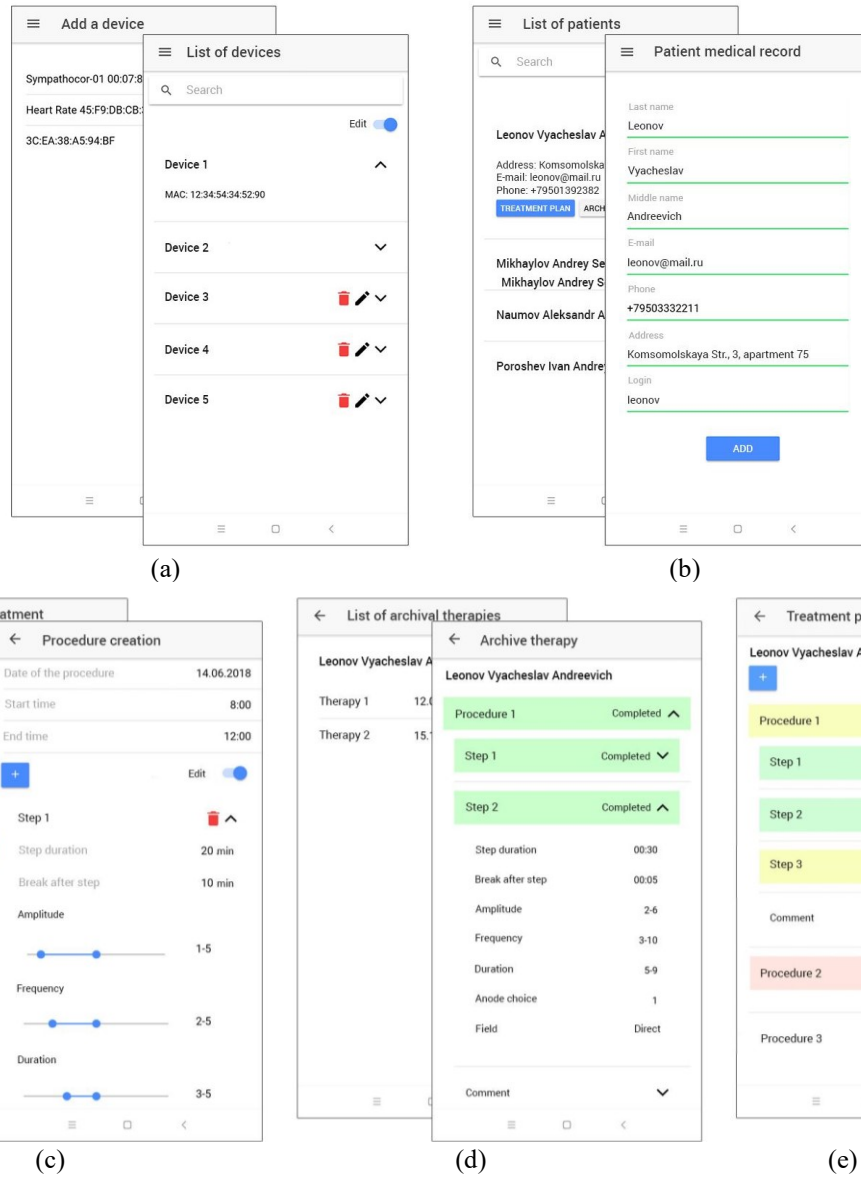 Add a device
Sympathocor-01 00:07:8
Heart Rate 45:F9:DB:CB:
3C:EA:38:A5:94:BF
List of devices
Search
Edit
Device 1
MAC: 12:34:54:34:52:90
Device 2
Device 3
Device 4
Device 5
(a)
List of patients
Search
Leonov Vyacheslav A
Address: Komsomolska
E-mail: leonov@mail.ru
Phone: +79501392382
TREATMENT PLAN ARCH
Mikhaylov Andrey Se
Mikhaylov Andrey S
Naumov Aleksandr A
Poroshev Ivan Andre
Patient medical record
Last name
Leonov
First name
Vyacheslav
Middle name
Andreevich
E-mail
leonov@mail.ru
Phone
+79503332211
Address
Komsomolskaya Str., 3, apartment 75
Login
leonov
ADD
(b)
atment
Procedure creation
Date of the procedure 14.06.2018
Start time 8:00
End time 12:00
+ Edit
Step 1
Step duration 20 min
Break after step 10 min
Amplitude
1-5
Frequency
2-5
Duration
3-5
(c)
List of archival therapies
Leonov Vyacheslav A
Therapy 1 12.0
Therapy 2 15.1
Archive therapy
Leonov Vyacheslav Andreevich
Procedure 1 Completed
Step 1 Completed
Step 2 Completed
Step duration 00:30
Break after step 00:05
Amplitude 2-6
Frequency 3-10
Duration 5-9
Anode choice 1
Field Direct
Comment
(d)
Treatment p
Leonov Vyacheslav A
+
Procedure 1
Step 1
Step 2
Step 3
Comment
Procedure 2
Procedure 3
(e)